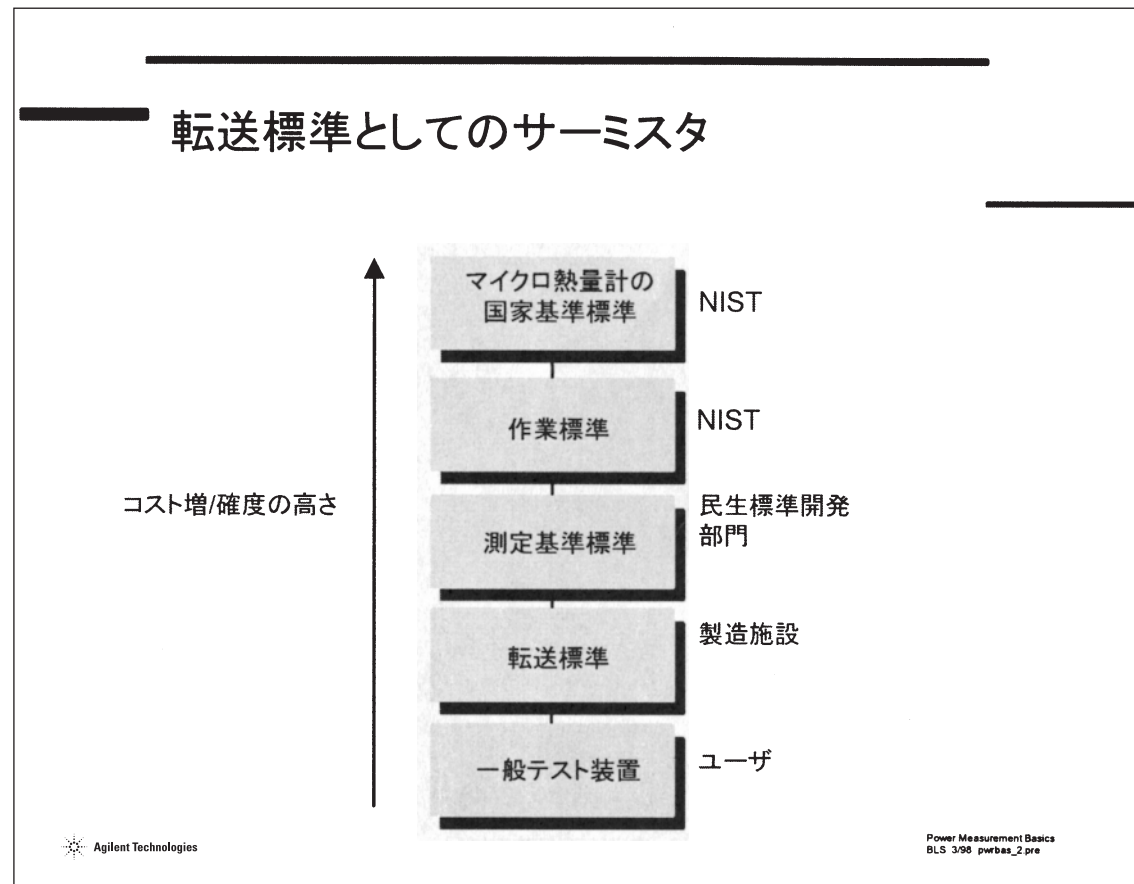 転送標準としてのサーミスタ
マイクロ熱量計の
国家基準標準
NIST
作業標準
NIST
コスト増/確度の高さ
測定基準標準
民生標準開発
部門
転送標準
製造施設
一般テスト装置
ユーザ
Agilent Technologies
Power Measurement Basics
BLS 3/98 pwrbas_2.pre